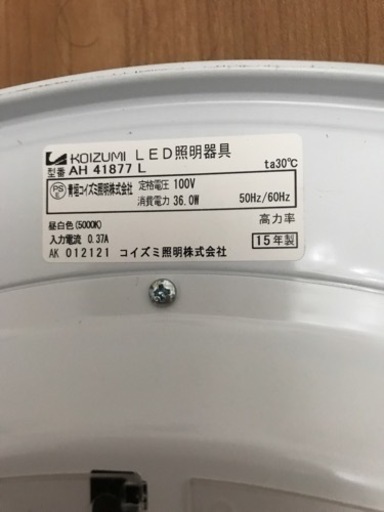 KOIZUMI LED照明器具
型番 AH 41877 L ta30℃
PS E 青垣コイズミ照明株式会社 定格電圧 100V
消費電力 36.0W 50Hz/60Hz
昼白色(5000K) 高力率
入力電流 0.37A 15年製
AK 012121 コイズミ照明株式会社